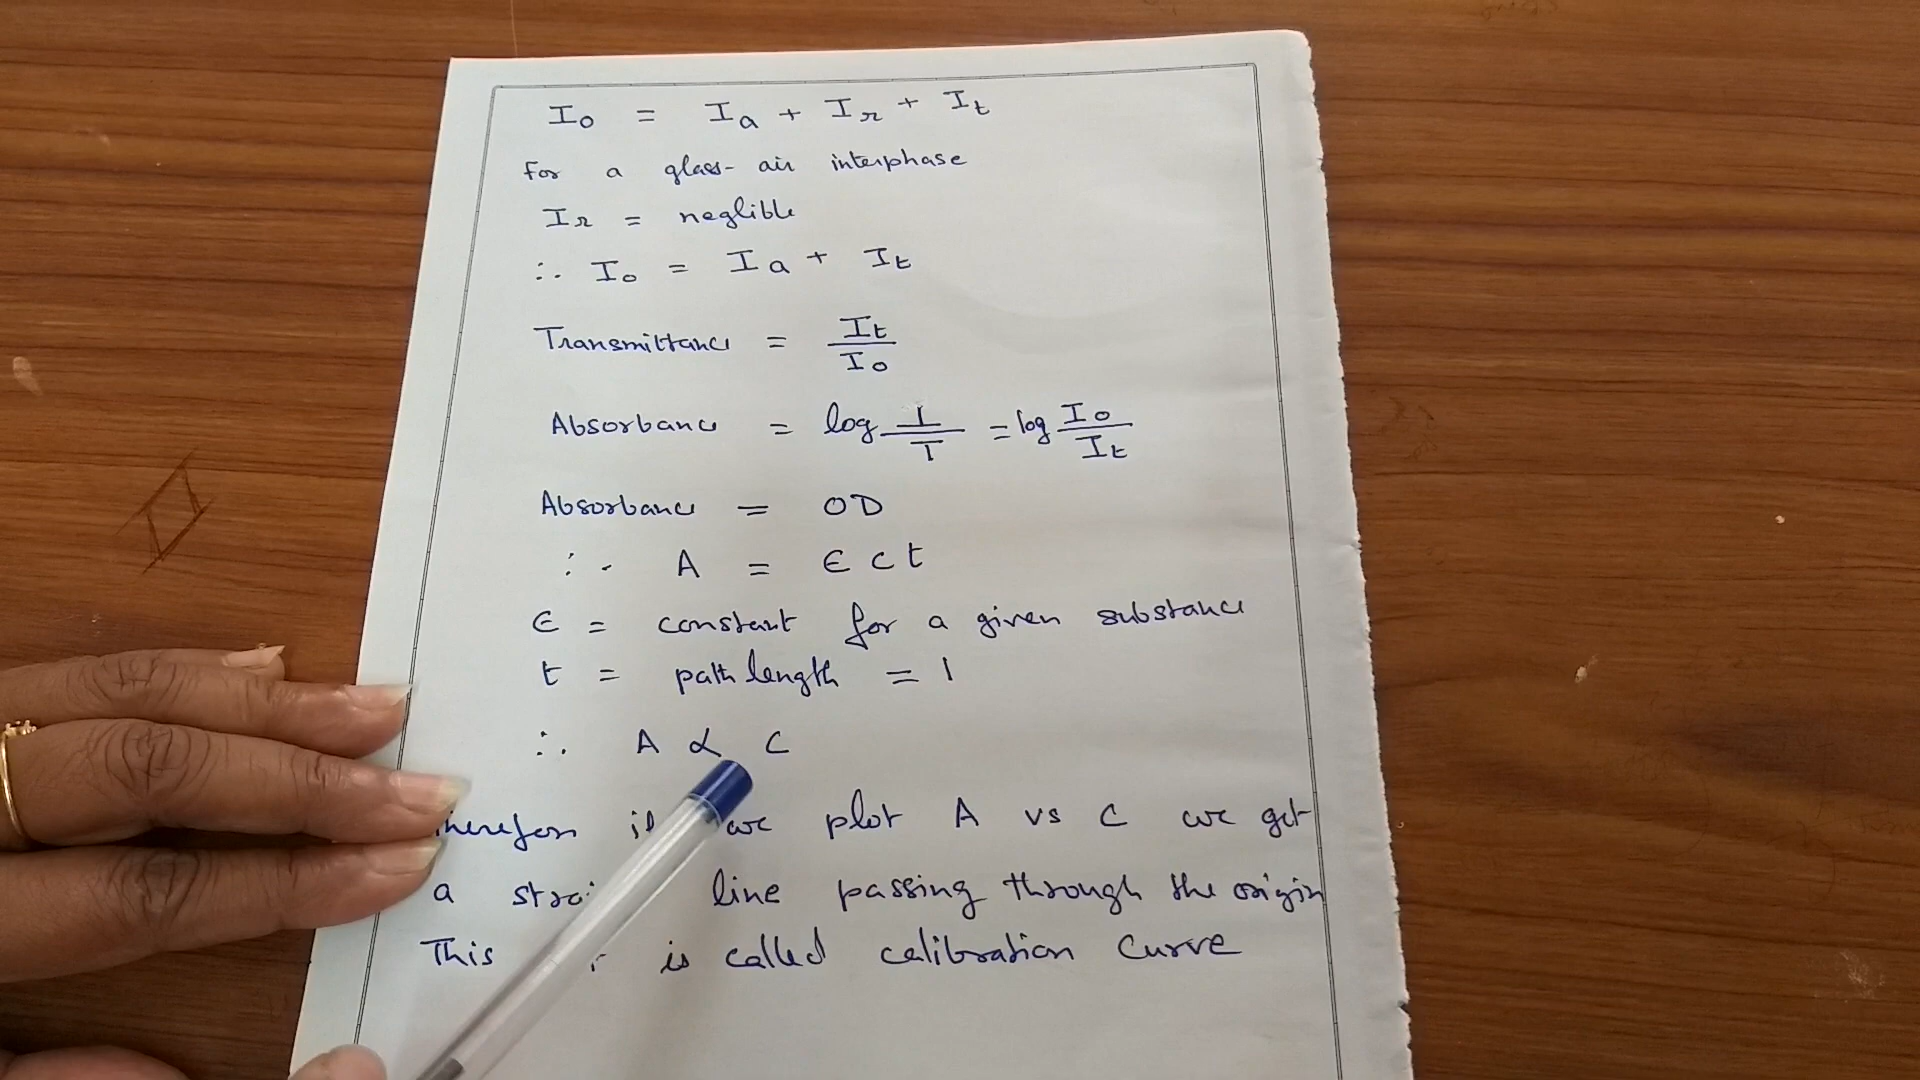 I₀ = Iₐ + Iᵣ + Iₜ
For a glass-air interphase
Iᵣ = neglible
∴ I₀ = Iₐ + Iₜ
Transmittance = Iₜ/I₀
Absorbance = log 1/T = log I₀/Iₜ
Absorbance = OD
∴ A = ϵ c t
ϵ = constant for a given substance
t = path length = 1
∴ A ∝ C
we plot A vs C we get
a line passing through the origin
This is called calibration curve